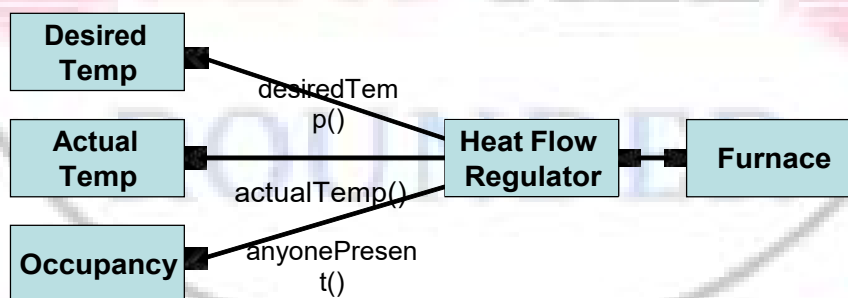 Desired
Temp
desiredTem
p()
Actual
Temp
Heat Flow
Regulator
Furnace
actualTemp()
Occupancy
anyonePresen
t()